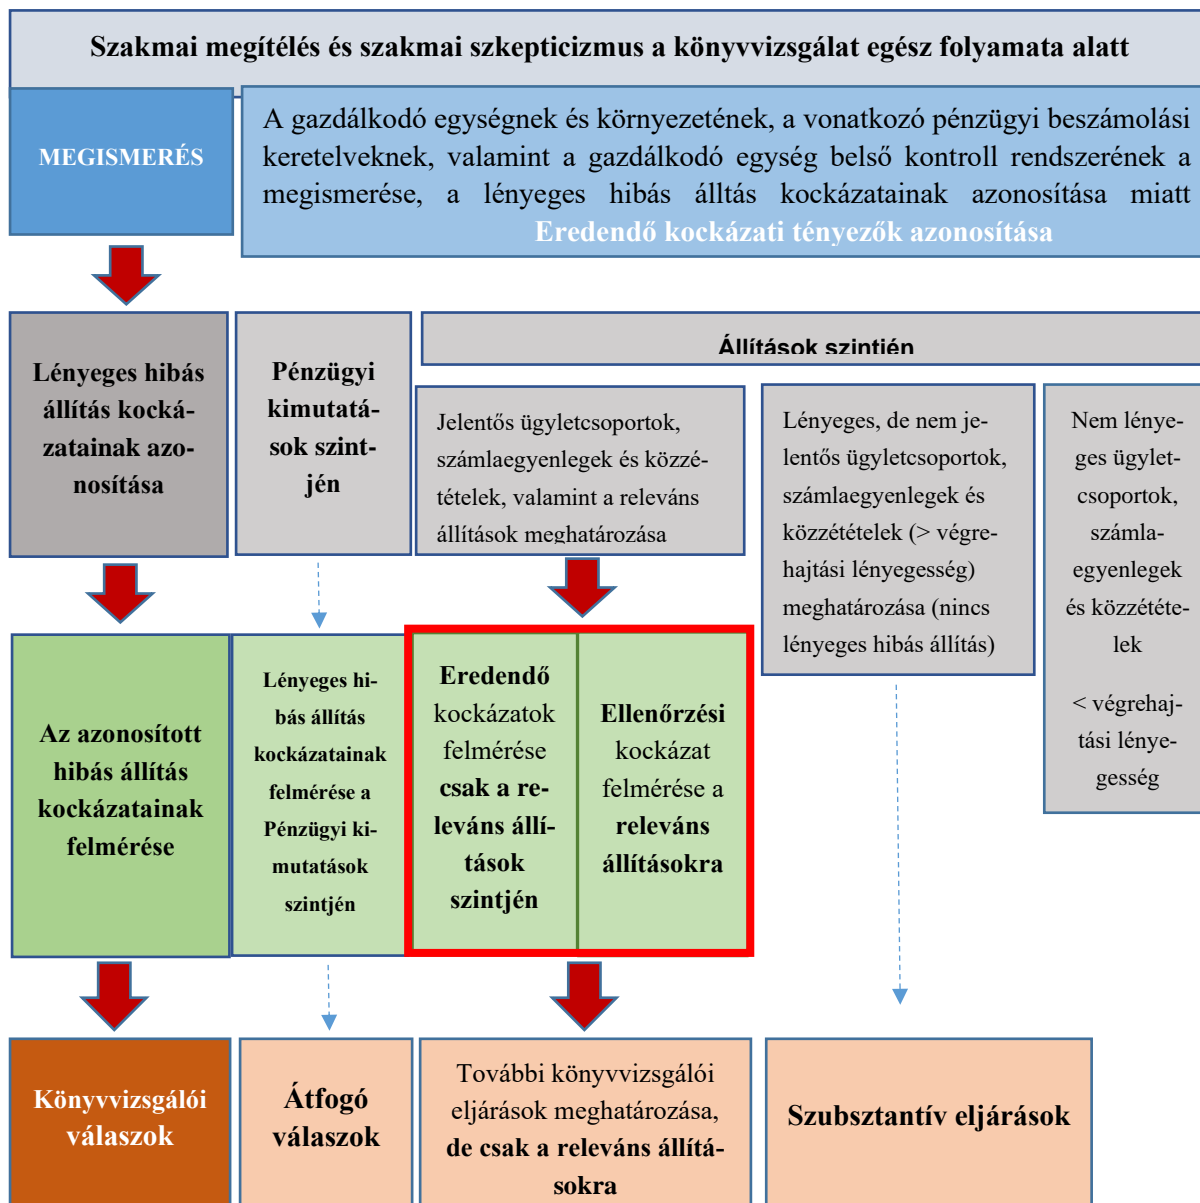 Szakmai megítélés és szakmai szkepticizmus a könyvvizsgálat egész folyamata alatt
MEGISMERÉS
A gazdálkodó egységnek és környezetének, a vonatkozó pénzügyi beszámolási
keretelveknek, valamint a gazdálkodó egység belső kontroll rendszerének a
megismerése, a lényeges hibás álltás kockázatainak azonosítása miatt
Eredendő kockázati tényezők azonosítása
Lényeges hibás
állítás kocká-
zatainak azo-
nosítása
Pénzügyi
kimutatá-
sok szint-
jén
Állítások szintjén
Jelentős ügyletcsoportok,
számlaegyenlegek és közzé-
tételek, valamint a releváns
állítások meghatározása
Lényeges, de nem je-
lentős ügyletcsoportok,
számlaegyenlegek és
közzétételek (> végre-
hajtási lényegesség)
meghatározása (nincs
lényeges hibás állítás)
Nem lénye-
ges ügylet-
csoportok,
számla-
egyenlegek
és közzététe-
lek
< végrehaj-
tási lénye-
gesség
Az azonosított
hibás állítás
kockázatainak
felmérése
Lényeges hi-
bás állítás
kockázatainak
felmérése a
Pénzügyi ki-
mutatások
szintjén
Eredendő
kockázatok
felmérése
csak a re-
leváns állí-
tások
szintjén
Ellenőrzési
kockázat
felmérése a
releváns
állításokra
Könyvvizsgálói
válaszok
Átfogó
válaszok
További könyvvizsgálói
eljárások meghatározása,
de csak a releváns állítá-
sokra
Szubsztantív eljárások